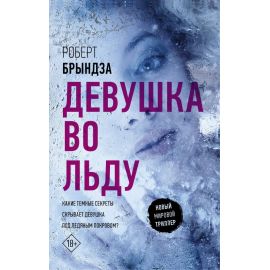 РОБЕРТ
БРЫНДЗА
ДЕВУШКА
ВО
ЛЬДУ
КАКИЕ ТЕМНЫЕ СЕКРЕТЫ
СКРЫВАЕТ ДЕВУШКА
ПОД ЛЕДЯНЫМ ПОКРОВОМ?
НОВЫЙ
МИРОВОЙ
ТРИЛЛЕР
18+